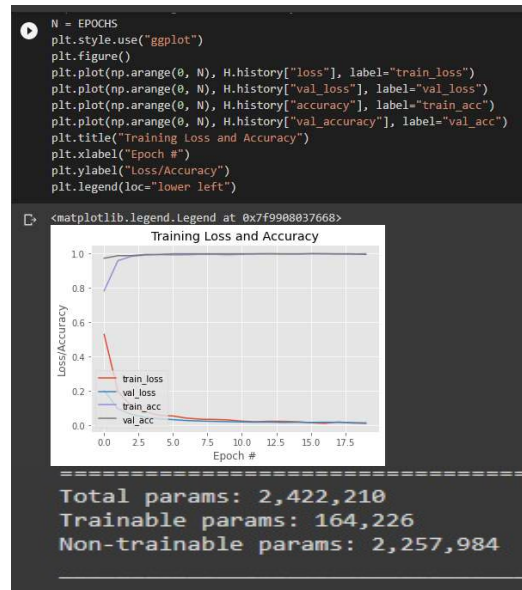 N = EPOCHS
plt.style.use("ggplot")
plt.figure()
plt.plot(np.arange(0, N), H.history["loss"], label="train_loss")
plt.plot(np.arange(0, N), H.history["val_loss"], label="val_loss")
plt.plot(np.arange(0, N), H.history["accuracy"], label="train_acc")
plt.plot(np.arange(0, N), H.history["val_accuracy"], label="val_acc")
plt.title("Training Loss and Accuracy")
plt.xlabel("Epoch #")
plt.ylabel("Loss/Accuracy")
plt.legend(loc="lower left")
<matplotlib.legend.Legend at 0x7f9908037668>
Training Loss and Accuracy
1.0
0.8
0.6
0.4
0.2
0.0
Loss/Accuracy
train_loss
val_loss
train_acc
val_acc
0.0 2.5 5.0 7.5 10.0 12.5 15.0 17.5
Epoch #
Total params: 2,422,210
Trainable params: 164,226
Non-trainable params: 2,257,984